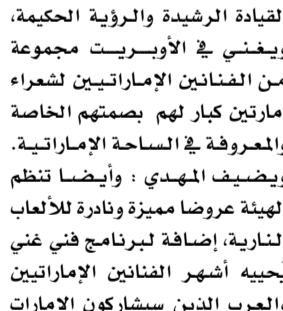 لقيادة الرشيدة والرؤية الحكيمة،
ويغني في الأوبريت مجموعة
من الفنانين الإماراتيين لشعراء
إمارتين كبار لهم بصمتهم الخاصة
والمعروفة في الساحة الإماراتية.
ويضيف المهدي : وأيضا تنظم
لهيئة عروضا مميزة ونادرة للألعاب
لنارية، إضافة لبرنامج فني غني
يُحييه أشهر الفنانين الإماراتيين
والعرب الذين سيشاركون الإمارات